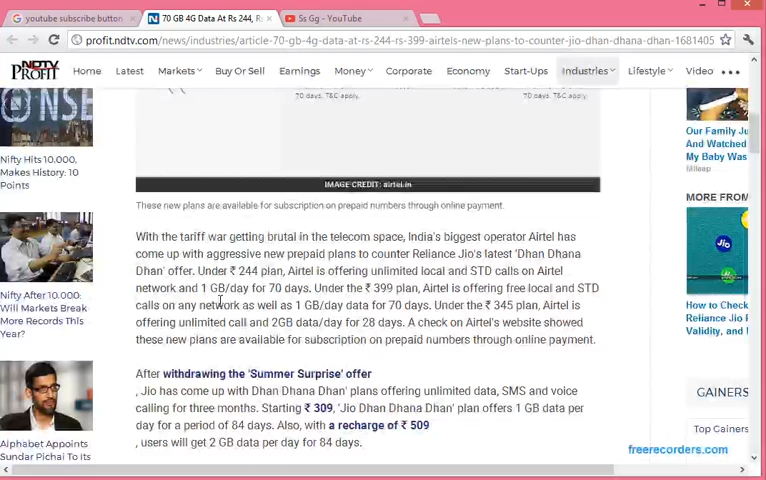 youtube subscribe button
70 GB 4G Data At Rs 244, R
Ss Gg - YouTube
profit.ndtv.com/news/industries/article-70-gb-4g-data-at-rs-244-rs-399-airtels-new-plans-to-counter-jio-dhan-dhana-dhan-1681405
NDTV PROFIT
Home Latest Markets Buy Or Sell Earnings Money Corporate Economy Start-Ups Industries Lifestyle Video
NSE
70 days. T&C apply.
70 days. T&C apply.
IMAGE CREDIT: airtel.in
These new plans are available for subscription on prepaid numbers through online payment.
With the tariff war getting brutal in the telecom space, India's biggest operator Airtel has
come up with aggressive new prepaid plans to counter Reliance Jio's latest 'Dhan Dhana
Dhan' offer. Under ₹ 244 plan, Airtel is offering unlimited local and STD calls on Airtel
network and 1 GB/day for 70 days. Under the ₹ 399 plan, Airtel is offering free local and STD
calls on any network as well as 1 GB/day data for 70 days. Under the ₹ 345 plan, Airtel is
offering unlimited call and 2GB data/day for 28 days. A check on Airtel's website showed
these new plans are available for subscription on prepaid numbers through online payment.
After withdrawing the 'Summer Surprise' offer
, Jio has come up with Dhan Dhana Dhan' plans offering unlimited data, SMS and voice
calling for three months. Starting ₹ 309, 'Jio Dhan Dhana Dhan' plan offers 1 GB data per
day for a period of 84 days. Also, with a recharge of ₹ 509
, users will get 2 GB data per day for 84 days.
Nifty Hits 10,000,
Makes History: 10
Points
Nifty After 10,000:
Will Markets Break
More Records This
Year?
Alphabet Appoints
Sundar Pichai To Its
Our Family Ju
And Watched
My Baby Was
Mileap
MORE FROM
Jio
How to Check
Reliance Jio P
Validity, and
GAINERS
Top Gainers
freerecorders.com